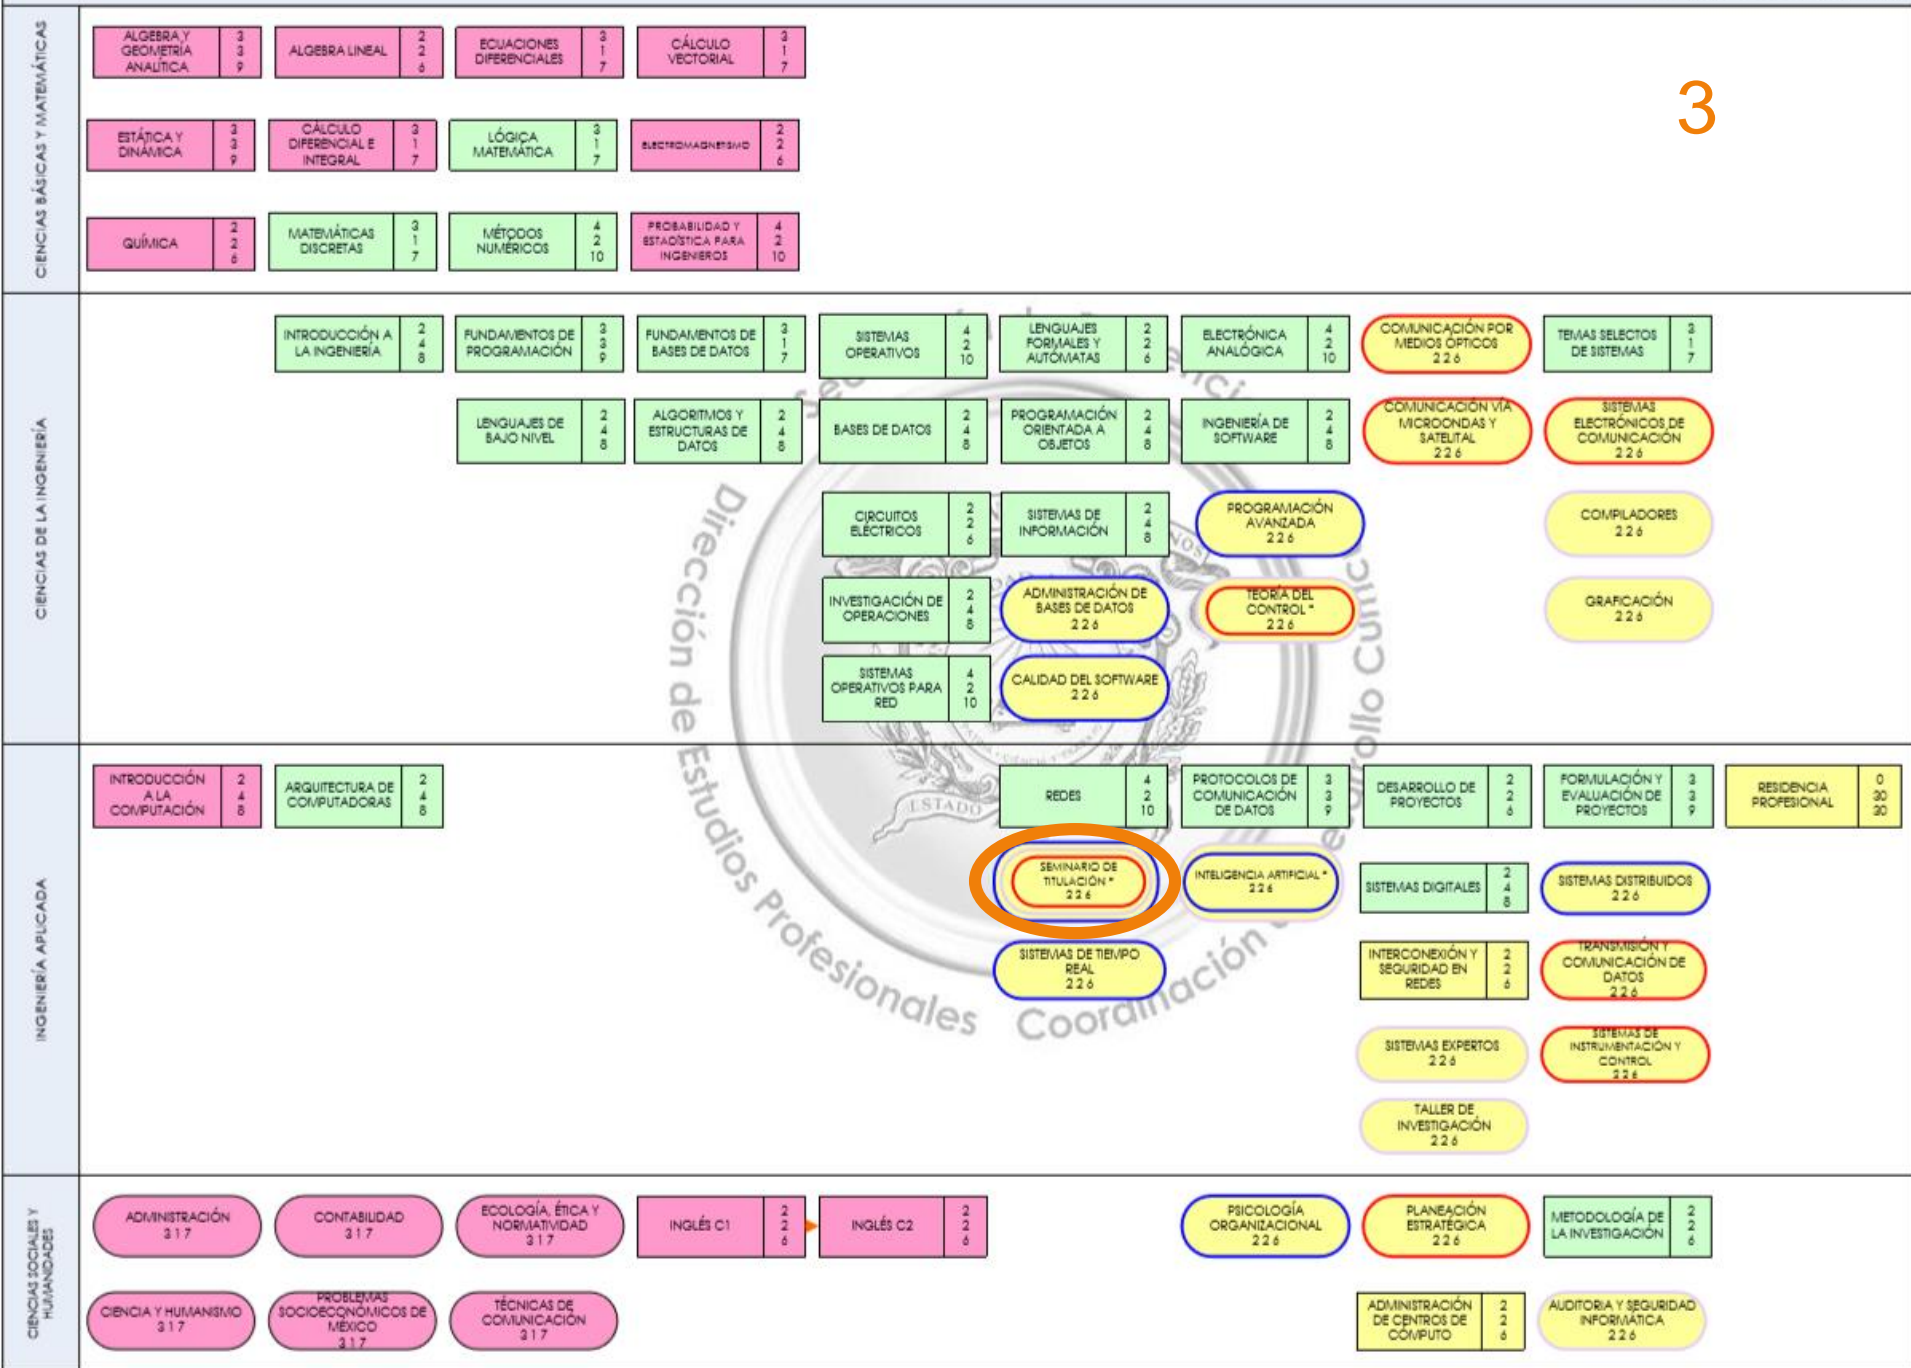 CIENCIAS BÁSICAS Y MATEMÁTICAS
ALGEBRA Y
GEOMETRÍA
ANALÍTICA
3
3
9
ALGEBRA LINEAL
2
2
6
ECUACIONES
DIFERENCIALES
3
1
7
CÁLCULO
VECTORIAL
3
1
7
3
ESTÁTICA Y
DINÁMICA
3
3
9
CÁLCULO
DIFERENCIAL E
INTEGRAL
3
1
7
LÓGICA
MATEMÁTICA
3
1
7
ELECTROMAGNETISMO
2
2
6
QUÍMICA
2
2
6
MATEMÁTICAS
DISCRETAS
3
1
7
MÉTODOS
NUMÉRICOS
4
2
10
PROBABILIDAD Y
ESTADÍSTICA PARA
INGENIEROS
4
2
10
CIENCIAS DE LA INGENIERÍA
INTRODUCCIÓN A
LA INGENIERÍA
2
4
8
FUNDAMENTOS DE
PROGRAMACIÓN
3
3
9
FUNDAMENTOS DE
BASES DE DATOS
3
1
7
SISTEMAS
OPERATIVOS
4
2
10
LENGUAJES
FORMALES Y
AUTÓMATAS
2
2
6
ELECTRÓNICA
ANALÓGICA
4
2
10
COMUNICACIÓN POR
MEDIOS ÓPTICOS
2 2 6
TEMAS SELECTOS
DE SISTEMAS
3
1
7
LENGUAJES DE
BAJO NIVEL
2
4
8
ALGORITMOS Y
ESTRUCTURAS DE
DATOS
2
4
8
BASES DE DATOS
2
4
8
PROGRAMACIÓN
ORIENTADA A
OBJETOS
2
4
8
INGENIERÍA DE
SOFTWARE
2
4
8
COMUNICACIÓN VÍA
MICROONDAS Y
SATELITAL
2 2 6
SISTEMAS
ELECTRÓNICOS DE
COMUNICACIÓN
2 2 6
CIRCUITOS
ELÉCTRICOS
2
2
6
SISTEMAS DE
INFORMACIÓN
2
4
8
PROGRAMACIÓN
AVANZADA
2 2 6
COMPILADORES
2 2 6
INVESTIGACIÓN DE
OPERACIONES
2
4
8
ADMINISTRACIÓN DE
BASES DE DATOS
2 2 6
TEORÍA DEL
CONTROL *
2 2 6
GRAFICACIÓN
2 2 6
SISTEMAS
OPERATIVOS PARA
RED
4
2
10
CALIDAD DEL SOFTWARE
2 2 6
INGENIERÍA APLICADA
INTRODUCCIÓN
A LA
COMPUTACIÓN
2
4
8
ARQUITECTURA DE
COMPUTADORAS
2
4
8
REDES
4
2
10
PROTOCOLOS DE
COMUNICACIÓN
DE DATOS
3
3
9
DESARROLLO DE
PROYECTOS
2
2
6
FORMULACIÓN Y
EVALUACIÓN DE
PROYECTOS
3
3
9
RESIDENCIA
PROFESIONAL
0
30
30
SEMINARIO DE
TITULACIÓN *
2 2 6
INTELIGENCIA ARTIFICIAL *
2 2 6
SISTEMAS DIGITALES
2
4
8
SISTEMAS DISTRIBUIDOS
2 2 6
SISTEMAS DE TIEMPO
REAL
2 2 6
INTERCONEXIÓN Y
SEGURIDAD EN
REDES
2
2
6
TRANSMISIÓN Y
COMUNICACIÓN DE
DATOS
2 2 6
SISTEMAS EXPERTOS
2 2 6
SISTEMAS DE
INSTRUMENTACIÓN Y
CONTROL
2 2 6
TALLER DE
INVESTIGACIÓN
2 2 6
CIENCIAS SOCIALES Y
HUMANIDADES
ADMINISTRACIÓN
3 1 7
CONTABILIDAD
3 1 7
ECOLOGÍA, ÉTICA Y
NORMATIVIDAD
3 1 7
INGLÉS C1
2
2
6
INGLÉS C2
2
2
6
PSICOLOGÍA
ORGANIZACIONAL
2 2 6
PLANEACIÓN
ESTRATÉGICA
2 2 6
METODOLOGÍA DE
LA INVESTIGACIÓN
2
2
6
CIENCIA Y HUMANISMO
3 1 7
PROBLEMAS
SOCIOECONÓMICOS DE
MÉXICO
3 1 7
TÉCNICAS DE
COMUNICACIÓN
3 1 7
ADMINISTRACIÓN
DE CENTROS DE
CÓMPUTO
2
2
6
AUDITORIA Y SEGURIDAD
INFORMÁTICA
2 2 6
Dirección de Estudios Profesionales
ESTADO